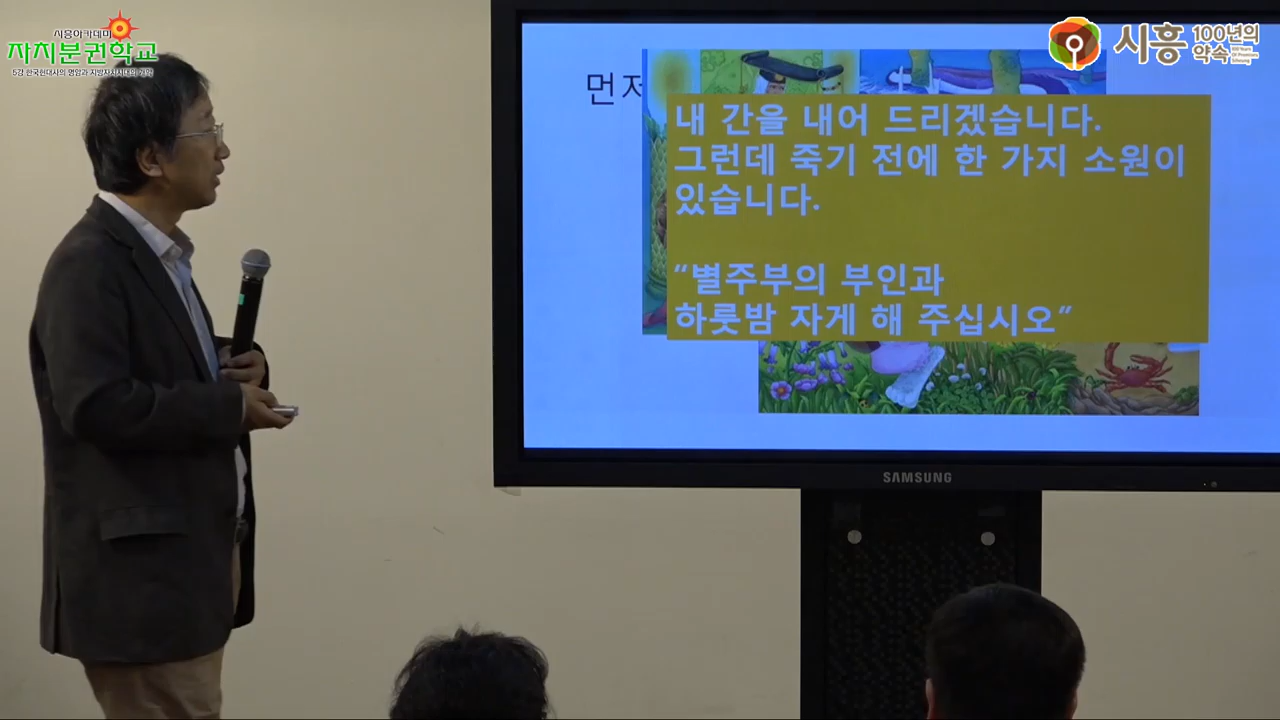 시흥아카데미
자치분권학교
5강 한국현대사의 명암과 지방자치시대의 개막
시흥 100년의 약속
먼저
내 간을 내어 드리겠습니다.
그런데 죽기 전에 한 가지 소원이
있습니다.
“별주부의 부인과
하룻밤 자게 해 주십시오”
SAMSUNG